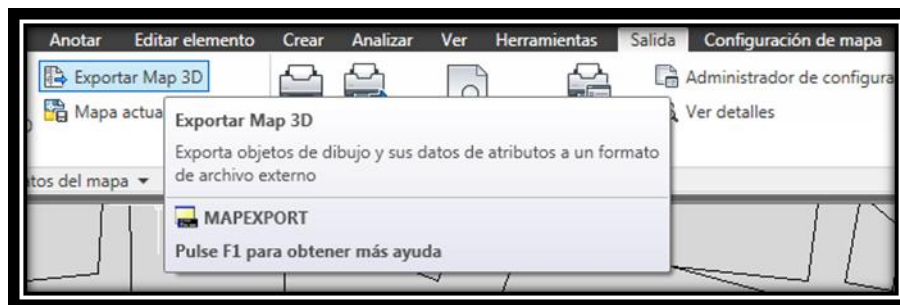 Anotar Editar elemento Crear Analizar Ver Herramientas Salida Configuración de mapa
Exportar Map 3D
Administrador de configura
Mapa actua
Ver detalles
Exportar Map 3D
Exporta objetos de dibujo y sus datos de atributos a un formato
de archivo externo
tos del mapa
MAPEXPORT
Pulse F1 para obtener más ayuda